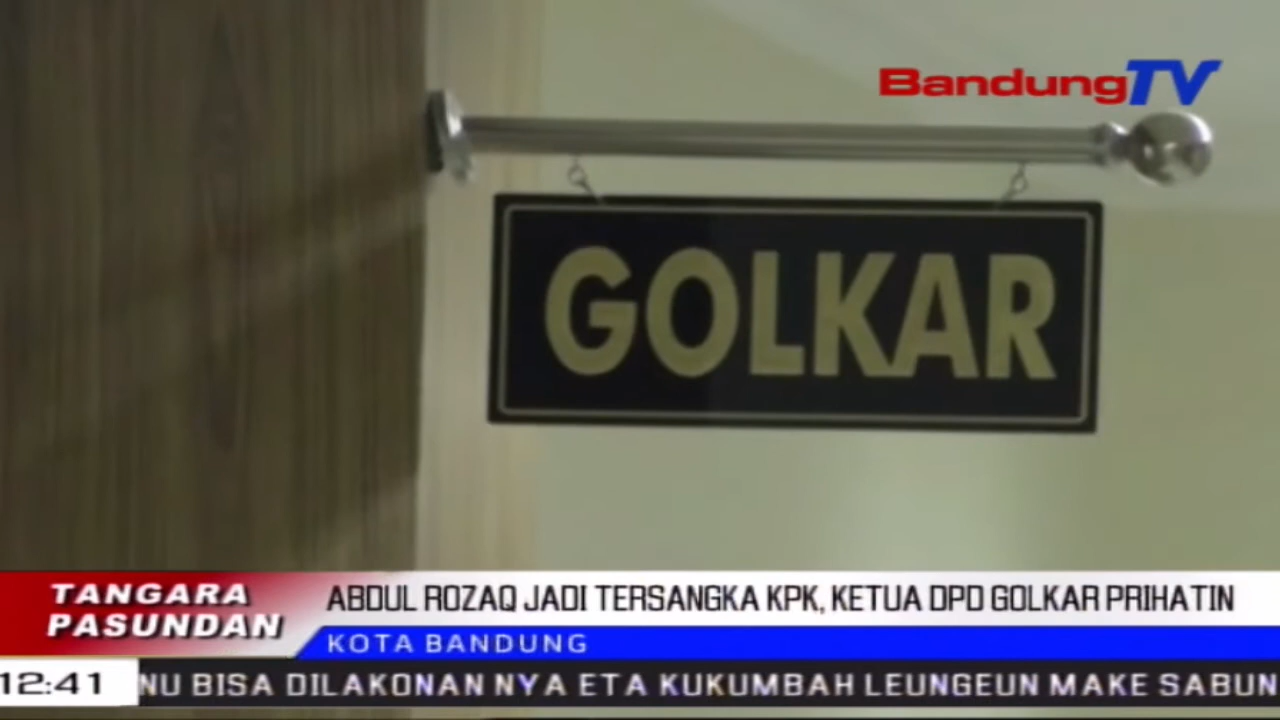 BandungTV
GOLKAR
TANGARA
PASUNDAN
ABDUL ROZAQ JADI TERSANGKA KPK, KETUA DPD GOLKAR PRIHATIN
KOTA BANDUNG
12:41
NU BISA DILAKONAN NYA ETA KUKUMBAH LEUNGEUN MAKE SABUN